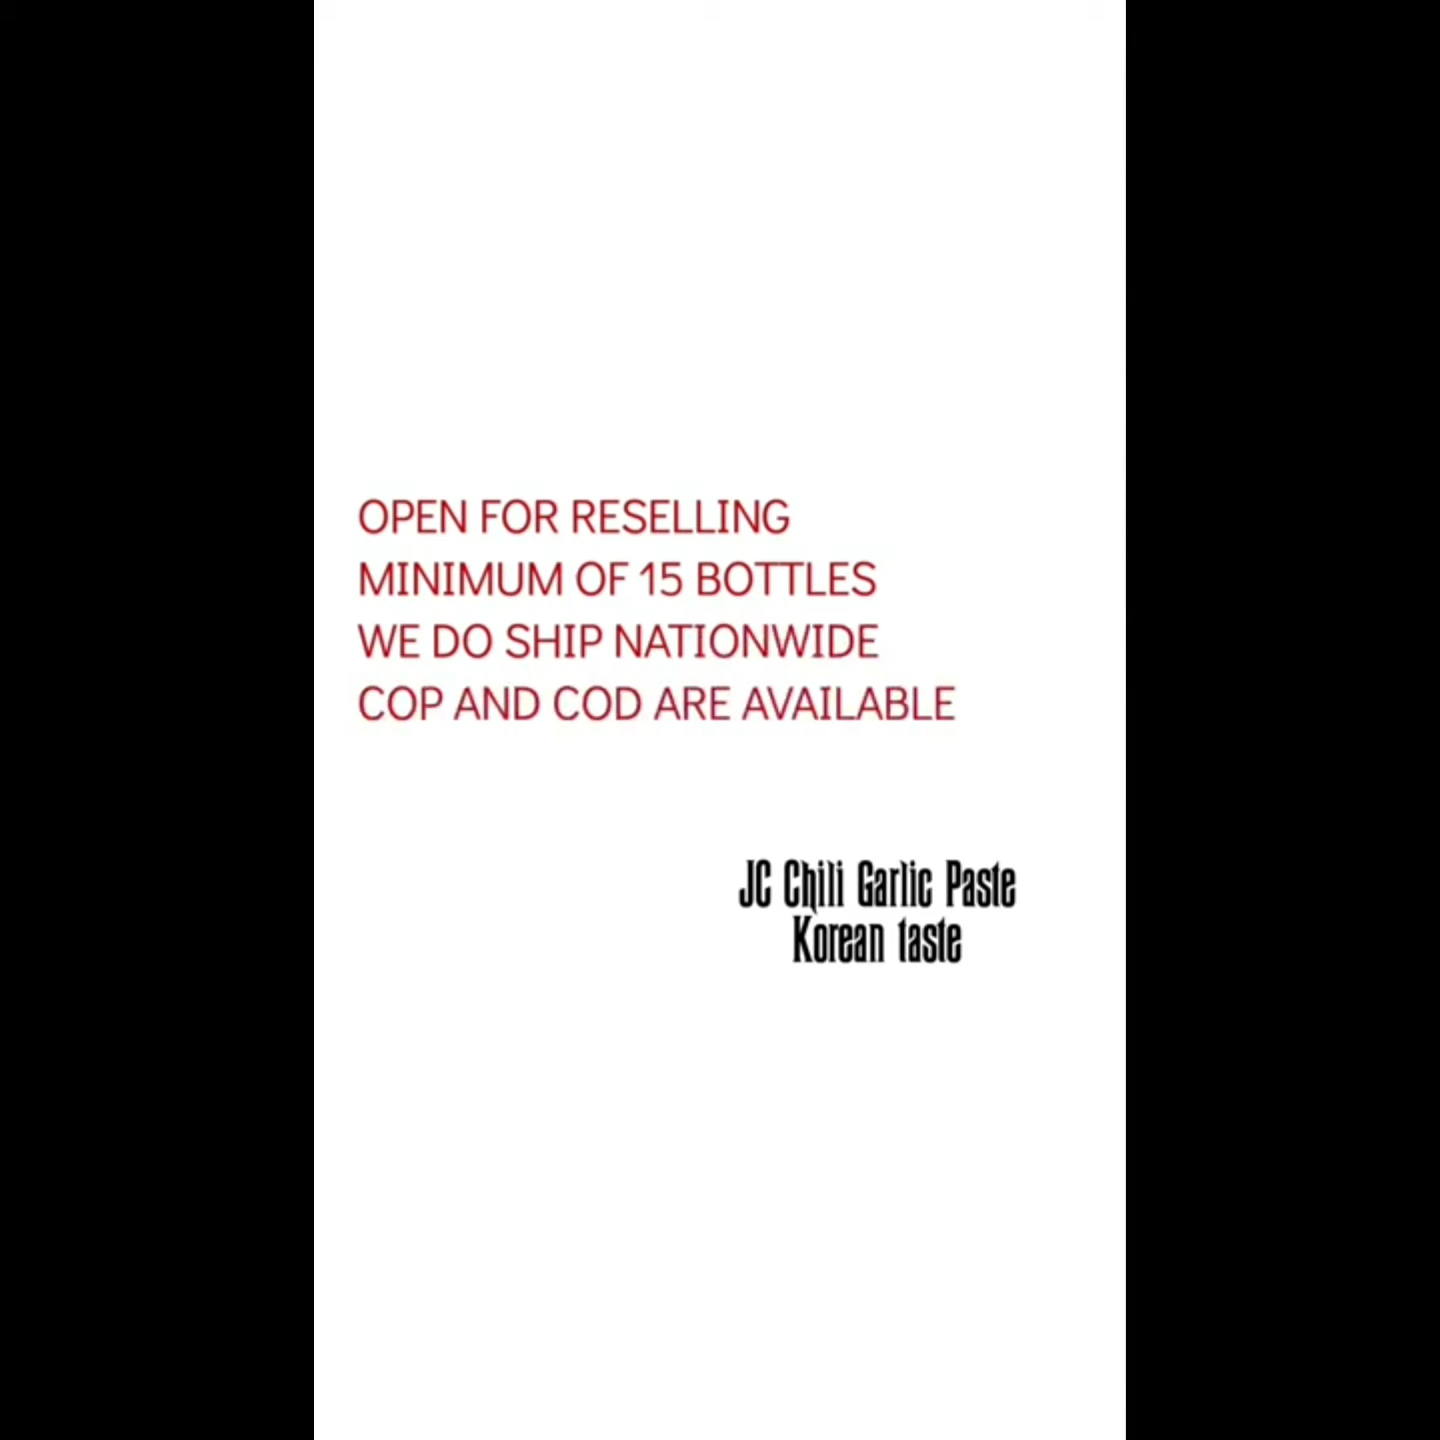 OPEN FOR RESELLING
MINIMUM OF 15 BOTTLES
WE DO SHIP NATIONWIDE
COP AND COD ARE AVAILABLE
JC Chili Garlic Paste
Korean taste